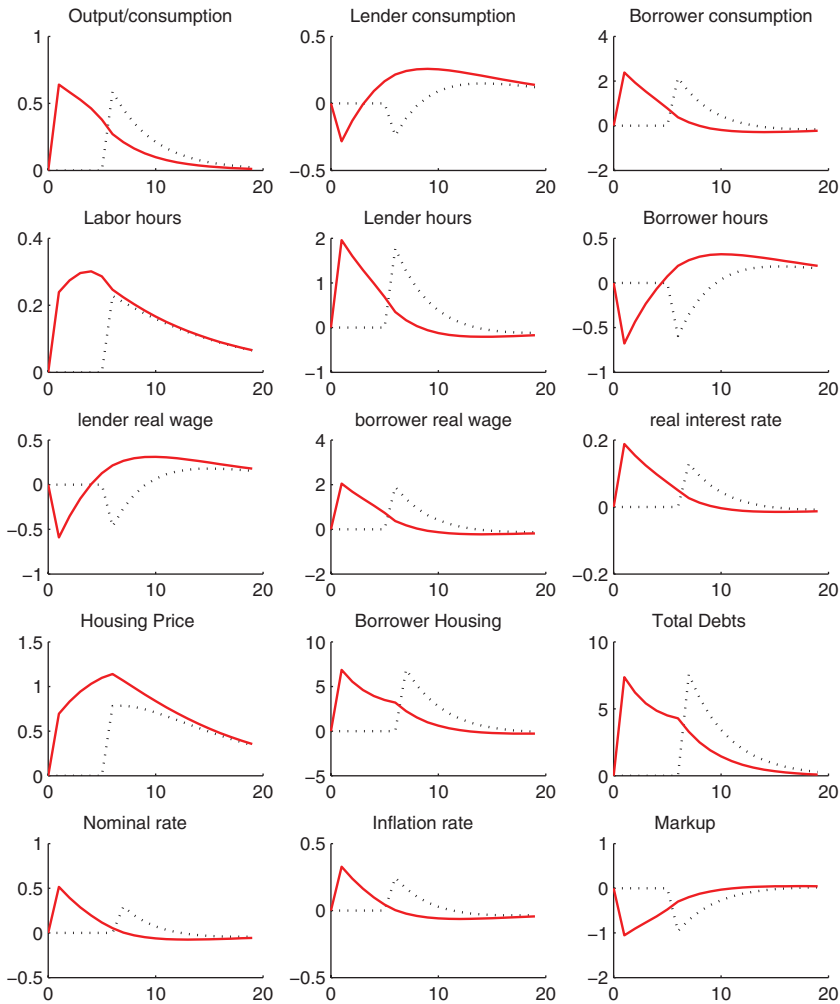 Output/consumption Lender consumption Borrower consumption
1 0.5 4
0.5 0 2
0
0 −0.5 −2
0 10 20 0 10 20 0 10 20
Labor hours Lender hours Borrower hours
0.4 2 0.5
1 0
0.2
0 −0.5
0 −1 −1
0 10 20 0 10 20 0 10 20
lender real wage borrower real wage real interest rate
0.5 4 0.2
0 2
0
−0.5 0
−1 −2 −0.2
0 10 20 0 10 20 0 10 20
Housing Price Borrower Housing Total Debts
1.5 10 10
1 5
5
0.5 0
0 −5 0
0 10 20 0 10 20 0 10 20
Nominal rate Inflation rate Markup
1 0.5 1
0.5 0
0
0 −1
−0.5 −0.5 −2
0 10 20 0 10 20 0 10 20